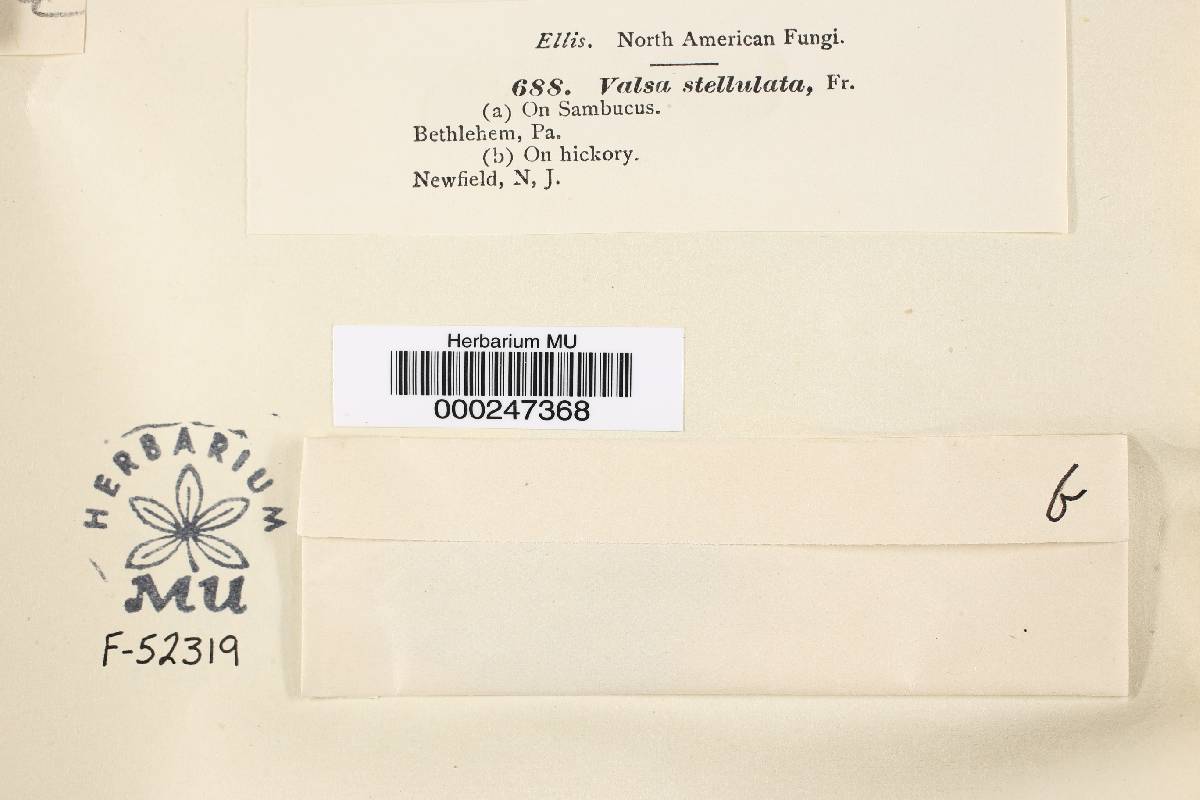 Ellis. North American Fungi.
688. Valsa stellulata, Fr.
(a) On Sambucus.
Bethlehem, Pa.
(b) On hickory.
Newfield, N, J.
Herbarium MU
000247368
HERBARIUM
MU
F-52319
b